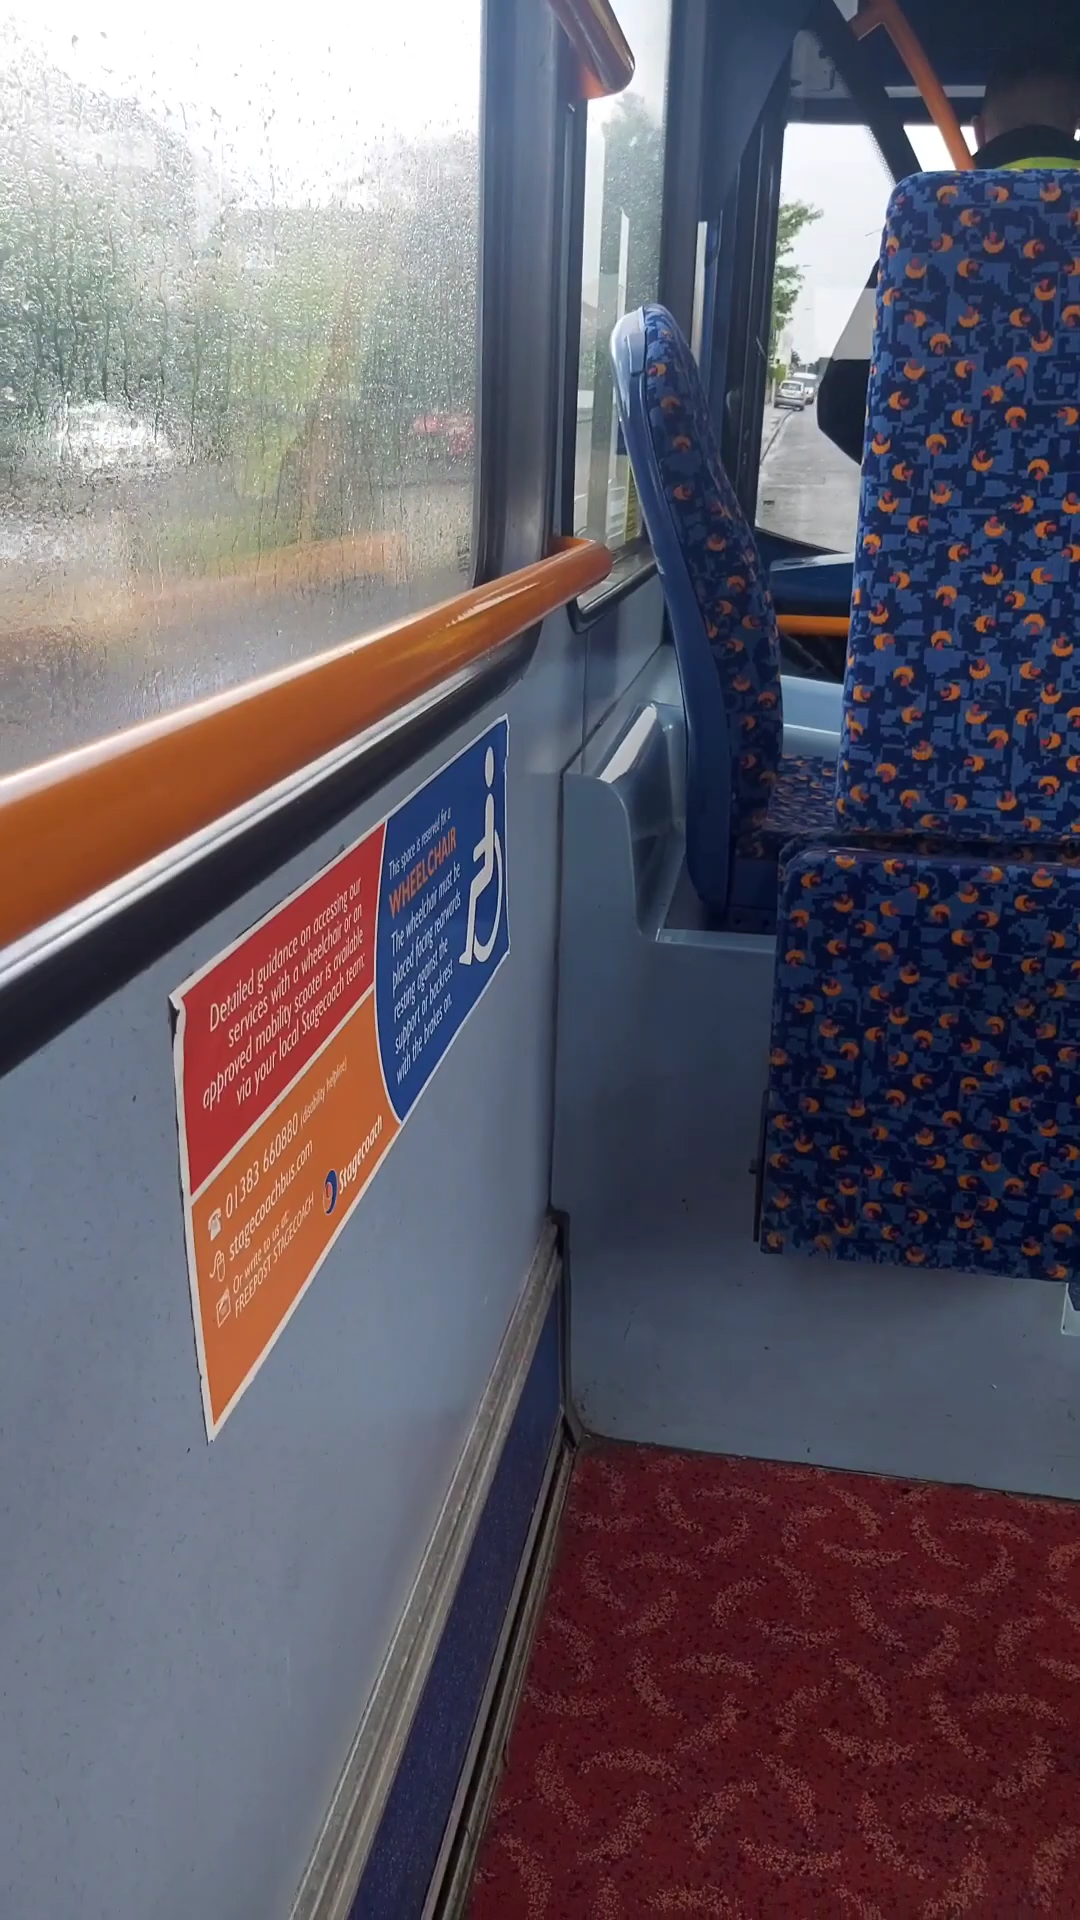 Detailed guidance on accessing our
services with a wheelchair or an
approved mobility scooter is available
via your local Stagecoach team:
01383 660880 (disability helpline)
stagecoachbus.com
Or write to us at:
FREEPOST STAGECOACH
Stagecoach
This space is reserved for a
WHEELCHAIR
The wheelchair must be
placed facing rearwards
resting against the
support or backrest
with the brakes on.